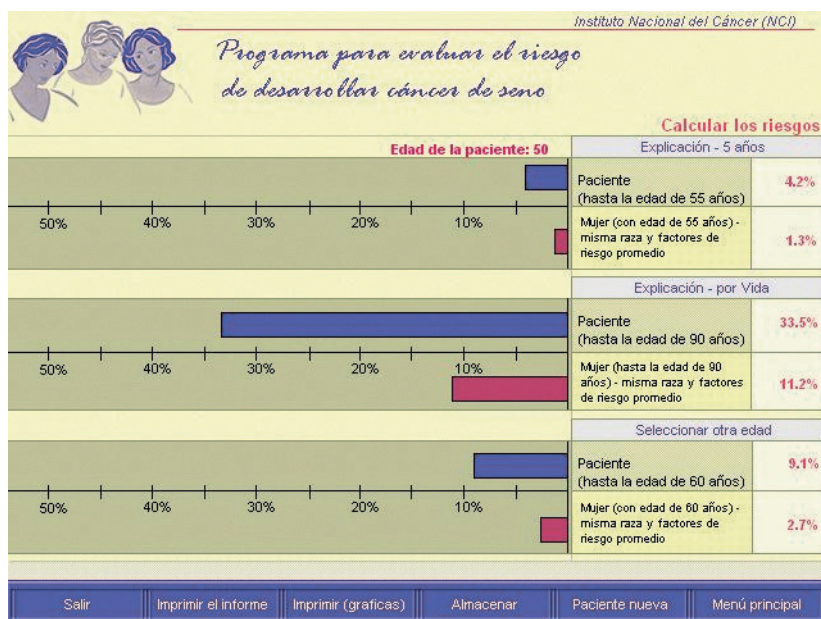 Instituto Nacional del Cáncer (NCI)
Programa para evaluar el riesgo
de desarrollar cáncer de seno
Calcular los riesgos
Edad de la paciente: 50
Explicación - 5 años
Paciente
(hasta la edad de 55 años)
4.2%
50% 40% 30% 20% 10%
Mujer (con edad de 55 años) -
misma raza y factores de
riesgo promedio
1.3%
Explicación - por Vida
Paciente
(hasta la edad de 90 años)
33.5%
50% 40% 30% 20% 10%
Mujer (hasta la edad de 90
años) - misma raza y factores
de riesgo promedio
11.2%
Seleccionar otra edad
Paciente
(hasta la edad de 60 años)
9.1%
50% 40% 30% 20% 10%
Mujer (con edad de 60 años) -
misma raza y factores de
riesgo promedio
2.7%
Salir Imprimir el informe Imprimir (graficas) Almacenar Paciente nueva Menú principal